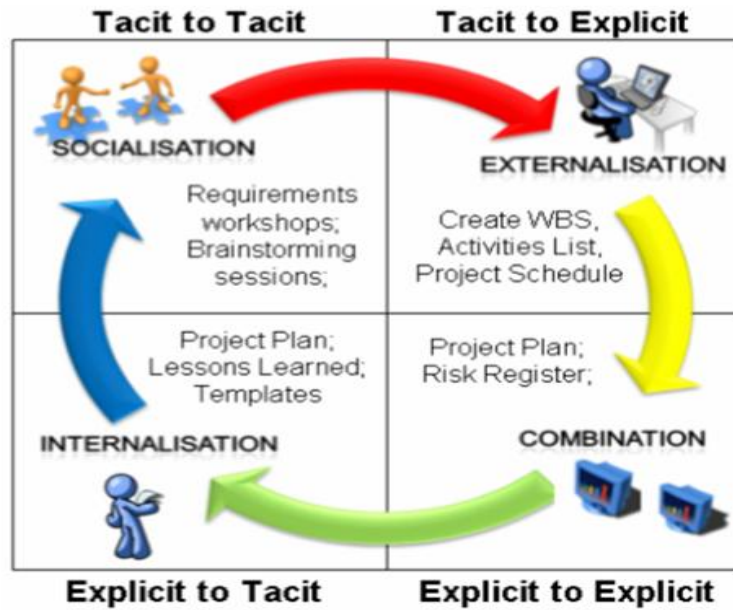 Tacit to Tacit
Tacit to Explicit
SOCIALISATION
Requirements
workshops;
Brainstorming
sessions;
EXTERNALISATION
Create WBS,
Activities List,
Project Schedule
Project Plan;
Lessons Learned;
Templates
INTERNALISATION
Project Plan;
Risk Register;
COMBINATION
Explicit to Tacit
Explicit to Explicit